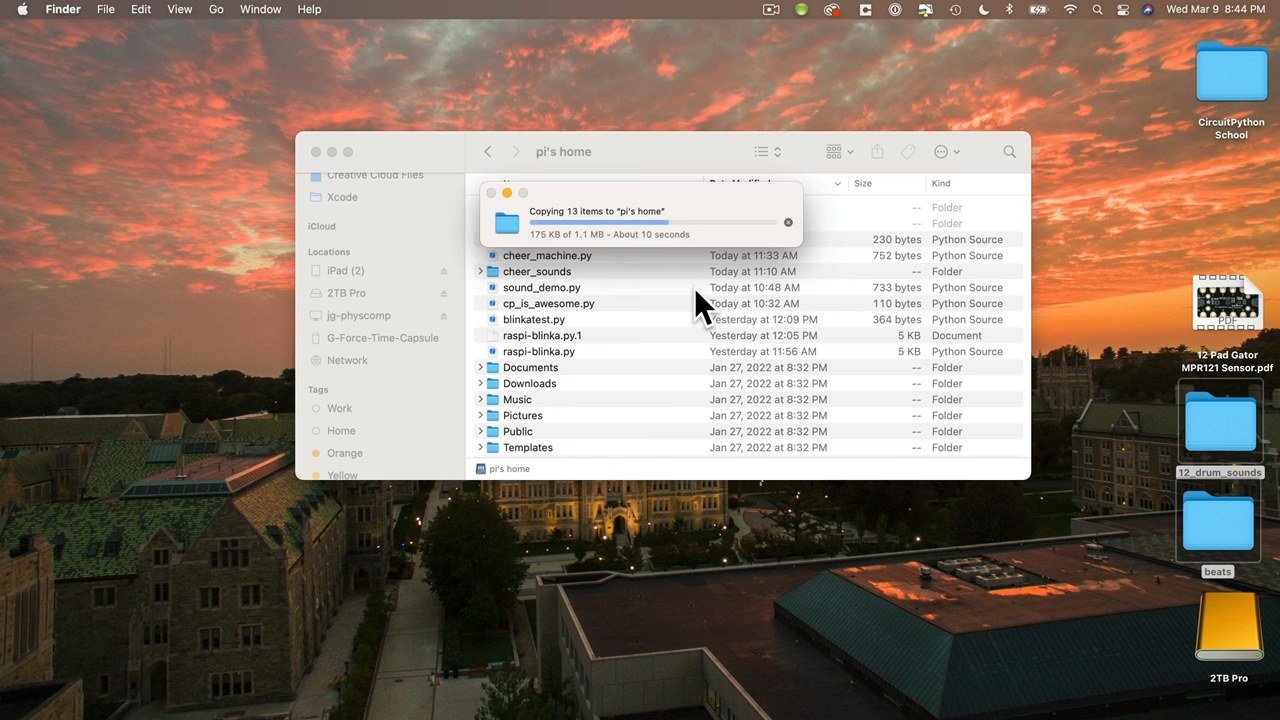 Finder File Edit View Go Window Help Wed Mar 9 8:44 PM
CircuitPython
School
pi's home
Creative Cloud Files
Size Kind
Xcode
-- Folder
Copying 13 items to "pi's home"
175 KB of 1.1 MB - About 10 seconds
-- Folder
iCloud
230 bytes Python Source
Locations
cheer_machine.py Today at 11:33 AM 752 bytes Python Source
iPad (2)
cheer_sounds Today at 11:10 AM -- Folder
2TB Pro
sound_demo.py Today at 10:48 AM 733 bytes Python Source
cp_is_awesome.py Today at 10:32 AM 110 bytes Python Source
jg-physcomp
blinkatest.py Yesterday at 12:09 PM 364 bytes Python Source
PDF
G-Force-Time-Capsule
raspi-blinka.py.1 Yesterday at 12:05 PM 5 KB Document
Network
raspi-blinka.py Yesterday at 11:56 AM 5 KB Python Source
12 Pad Gator
MPR121 Sensor.pdf
Documents Jan 27, 2022 at 8:32 PM -- Folder
Tags
Downloads Jan 27, 2022 at 8:32 PM -- Folder
Work
Music Jan 27, 2022 at 8:32 PM -- Folder
Home
Pictures Jan 27, 2022 at 8:32 PM -- Folder
Public Jan 27, 2022 at 8:32 PM -- Folder
Orange
Templates Jan 27, 2022 at 8:32 PM -- Folder
Yellow
pi's home
12_drum_sounds
beats
2TB Pro